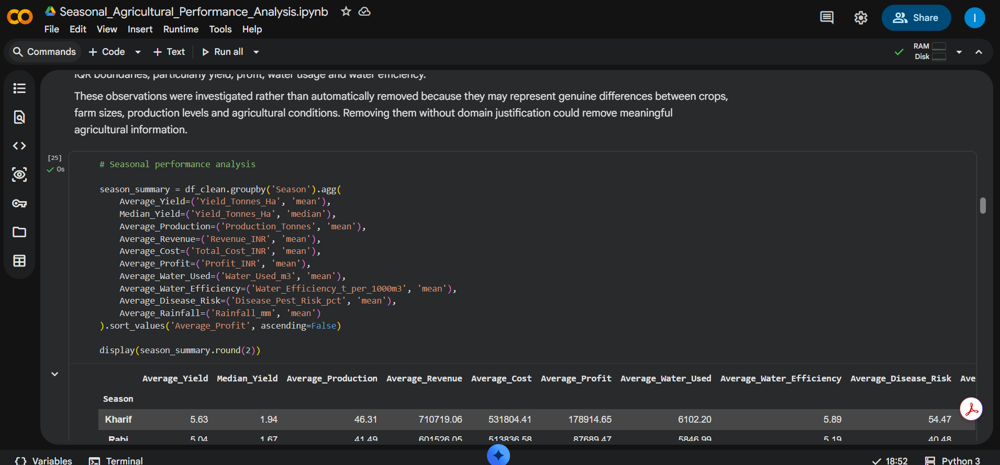 Seasonal_Agricultural_Performance_Analysis.ipynb
File Edit View Insert Runtime Tools Help
Share
I
Commands + Code + Text Run all
RAM
Disk
IQR boundaries, particularly yield, profit, water usage and water efficiency.
These observations were investigated rather than automatically removed because they may represent genuine differences between crops,
farm sizes, production levels and agricultural conditions. Removing them without domain justification could remove meaningful
agricultural information.
[25]
0s
# Seasonal performance analysis
season_summary = df_clean.groupby('Season').agg(
    Average_Yield=('Yield_Tonnes_Ha', 'mean'),
    Median_Yield=('Yield_Tonnes_Ha', 'median'),
    Average_Production=('Production_Tonnes', 'mean'),
    Average_Revenue=('Revenue_INR', 'mean'),
    Average_Cost=('Total_Cost_INR', 'mean'),
    Average_Profit=('Profit_INR', 'mean'),
    Average_Water_Used=('Water_Used_m3', 'mean'),
    Average_Water_Efficiency=('Water_Efficiency_t_per_1000m3', 'mean'),
    Average_Disease_Risk=('Disease_Pest_Risk_pct', 'mean'),
    Average_Rainfall=('Rainfall_mm', 'mean')
).sort_values('Average_Profit', ascending=False)
display(season_summary.round(2))
Average_Yield Median_Yield Average_Production Average_Revenue Average_Cost Average_Profit Average_Water_Used Average_Water_Efficiency Average_Disease_Risk Ave
Season
Kharif 5.63 1.94 46.31 710719.06 531804.41 178914.65 6102.20 5.89 54.47
Rabi 5.04 1.67 41.49 601526.05 513836.58 87689.47 5846.99 5.19 40.48
{} Variables Terminal 18:52 Python 3